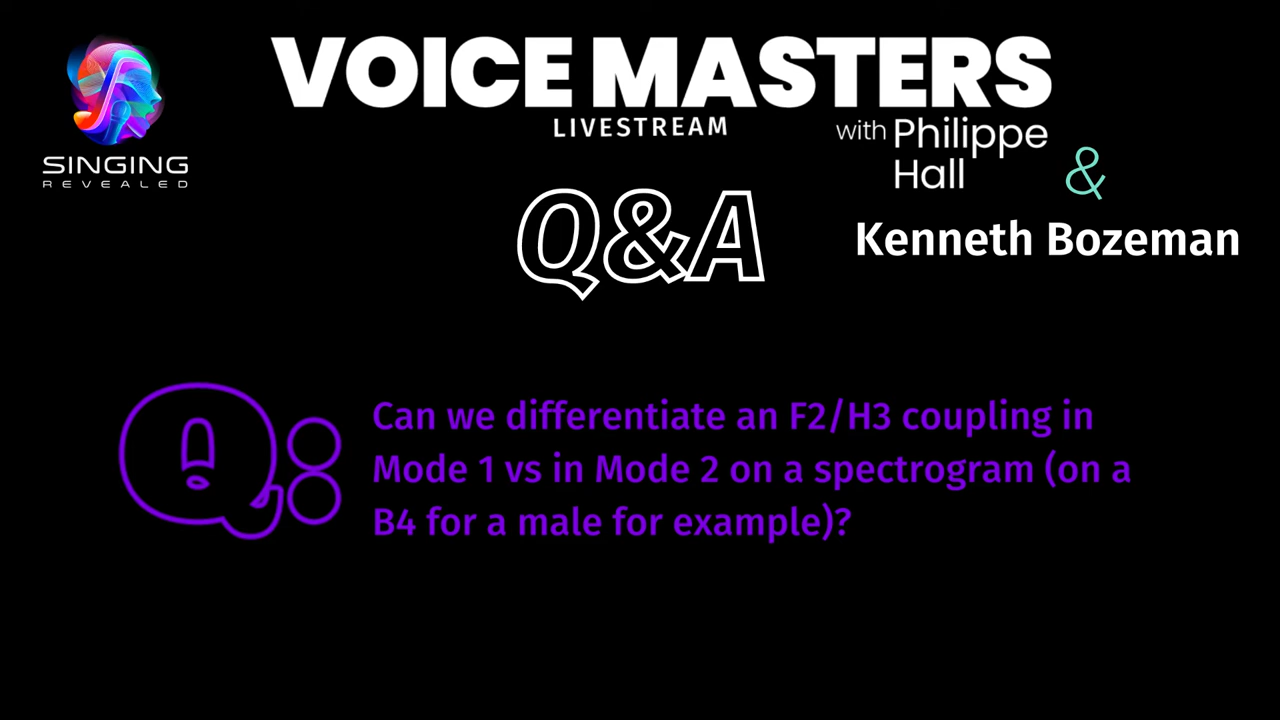 VOICE MASTERS
LIVESTREAM
with Philippe
Hall
&
Kenneth Bozeman
SINGING
REVEALED
Q&A
Q:
Can we differentiate an F2/H3 coupling in
Mode 1 vs in Mode 2 on a spectrogram (on a
B4 for a male for example)?